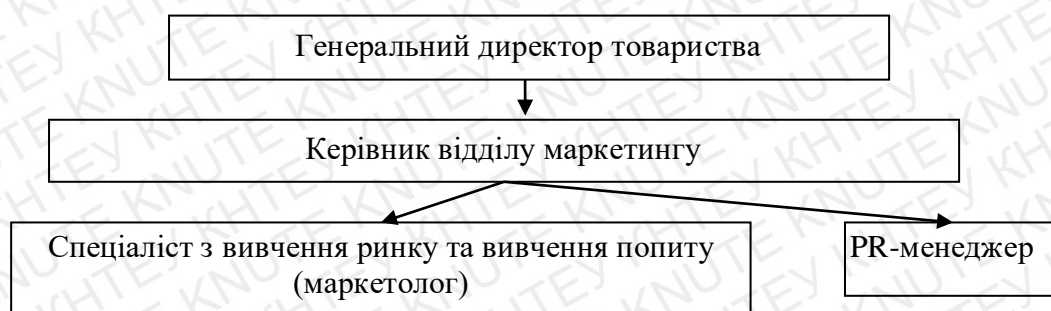 Генеральний директор товариства
Керівник відділу маркетингу
Спеціаліст з вивчення ринку та вивчення попиту
(маркетолог)
PR-менеджер